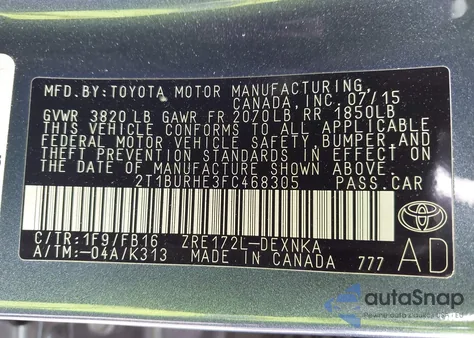 MFD.BY:TOYOTA MOTOR MANUFACTURING,
CANADA, INC. 07/15
GVWR 3820 LB GAWR FR 2070LB RR 1850LB
THIS VEHICLE CONFORMS TO ALL APPLICABLE
FEDERAL MOTOR VEHICLE SAFETY, BUMPER, AND
THEFT PREVENTION STANDARDS IN EFFECT ON
THE DATE OF MANUFACTURE SHOWN ABOVE.
2T1BURHE3FC468305 PASS.CAR
C/TR:1F9/FB16 ZRE172L-DEXNKA
A/TM:-04A/K313 MADE IN CANADA 777
AD
autoSnap